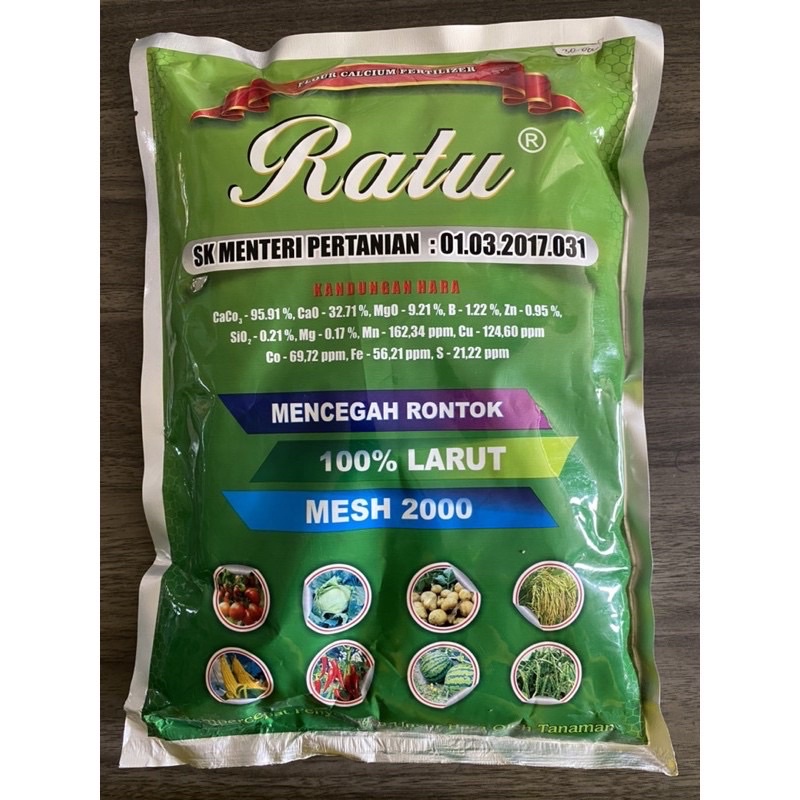 FLOUR CALCIUM FERTILIZER
Ratu®
SK MENTERI PERTANIAN : 01.03.2017.031
KANDUNGAN HARA
CaCo₃ - 95.91 %, CaO - 32.71 %, MgO - 9.21 %, B - 1.22 %, Zn - 0.95 %,
SiO₂ - 0.21 %, Mg - 0.17 %, Mn - 162,34 ppm, Cu - 124,60 ppm
Co - 69,72 ppm, Fe - 56,21 ppm, S - 21,22 ppm
MENCEGAH RONTOK
100% LARUT
MESH 2000
Tanaman